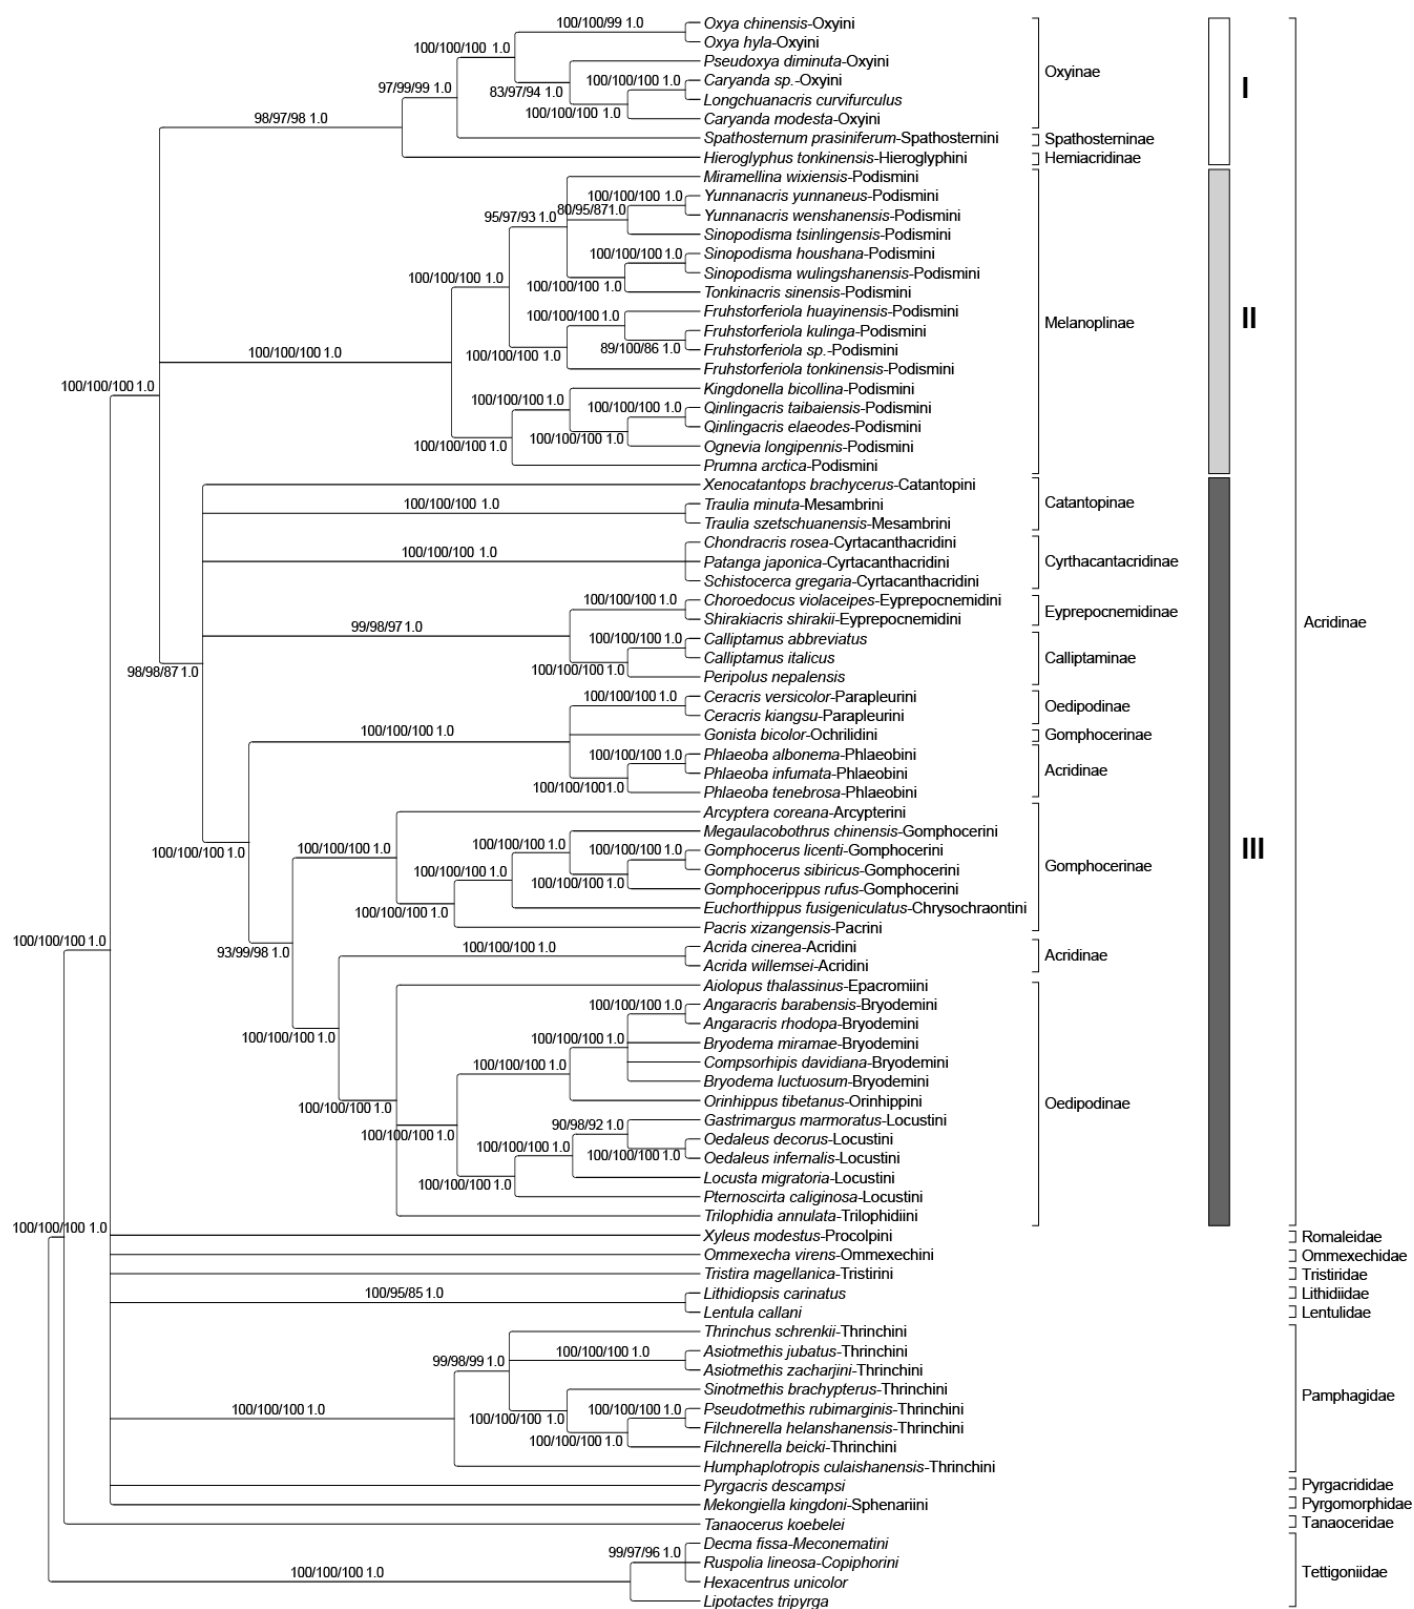 100/100/99 1.0
Oxya chinensis-Oxyini
Oxya hyla-Oxyini
100/100/100 1.0
Pseudoxya diminuta-Oxyini
Oxyinae
100/100/100 1.0
Caryanda sp.-Oxyini
97/99/99 1.0
83/97/94 1.0
I
Longchuanacris curvifurculus
100/100/100 1.0
98/97/98 1.0
Caryanda modesta-Oxyini
Spathosternum prasiniferum-Spathosternini
Spathosterninae
Hieroglyphus tonkinensis-Hieroglyphini
Hemiacridinae
Miramellina wixiensis-Podismini
100/100/100 1.0
Yunnanacris yunnaneus-Podismini
95/97/93 1.0
80/95/871.0
Yunnanacris wenshanensis-Podismini
Sinopodisma tsinlingensis-Podismini
100/100/100 1.0
Sinopodisma houshana-Podismini
100/100/100 1.0
Sinopodisma wulingshanensis-Podismini
100/100/100 1.0
Tonkinacris sinensis-Podismini
100/100/100 1.0
Fruhstorferiola huayinensis-Podismini
Melanoplinae
II
Fruhstorferiola kulinga-Podismini
100/100/100 1.0
100/100/100 1.0
89/100/86 1.0
Fruhstorferiola sp.-Podismini
Fruhstorferiola tonkinensis-Podismini
100/100/100 1.0
Kingdonella bicollina-Podismini
100/100/100 1.0
100/100/100 1.0
Qinlingacris taibaiensis-Podismini
Qinlingacris elaeodes-Podismini
100/100/100 1.0
100/100/100 1.0
Ognevia longipennis-Podismini
Prumna arctica-Podismini
Xenocatantops brachycerus-Catantopini
100/100/100 1.0
Traulia minuta-Mesambrini
Catantopinae
Traulia szetschuanensis-Mesambrini
Chondracris rosea-Cyrtacanthacridini
100/100/100 1.0
Patanga japonica-Cyrtacanthacridini
Cyrthacantacridinae
Schistocerca gregaria-Cyrtacanthacridini
100/100/100 1.0
Choroedocus violaceipes-Eyprepocnemidini
Eyprepocnemidinae
99/98/97 1.0
Shirakiacris shirakii-Eyprepocnemidini
Acridinae
100/100/100 1.0
Calliptamus abbreviatus
Calliptamus italicus
Calliptaminae
98/98/87 1.0
100/100/100 1.0
Peripolus nepalensis
100/100/100 1.0
Ceracris versicolor-Parapleurini
Oedipodinae
Ceracris kiangsu-Parapleurini
100/100/100 1.0
Gonista bicolor-Ochrilidini
Gomphocerinae
100/100/100 1.0
Phlaeoba albonema-Phlaeobini
Phlaeoba infumata-Phlaeobini
Acridinae
100/100/1001.0
Phlaeoba tenebrosa-Phlaeobini
Arcyptera coreana-Arcypterini
Megaulacobothrus chinensis-Gomphocerini
100/100/100 1.0
100/100/100 1.0
100/100/100 1.0
100/100/100 1.0
Gomphocerus licenti-Gomphocerini
III
Gomphocerus sibiricus-Gomphocerini
Gomphocerinae
100/100/100 1.0
100/100/100 1.0
Gomphocerippus rufus-Gomphocerini
100/100/100 1.0
Euchorthippus fusigeniculatus-Chrysochraontini
Pacris xizangensis-Pacrini
100/100/100 1.0
93/99/98 1.0
100/100/100 1.0
Acrida cinerea-Acridini
Acridinae
Acrida willemsei-Acridini
Aiolopus thalassinus-Epacromiini
100/100/100 1.0
Angaracris barabensis-Bryodemini
Angaracris rhodopa-Bryodemini
100/100/100 1.0
100/100/100 1.0
Bryodema miramae-Bryodemini
100/100/100 1.0
Compsorhipis davidiana-Bryodemini
Bryodema luctuosum-Bryodemini
100/100/100 1.0
Orinhippus tibetanus-Orinhippini
Oedipodinae
90/98/92 1.0
Gastrimargus marmoratus-Locustini
100/100/100 1.0
Oedaleus decorus-Locustini
100/100/100 1.0
100/100/100 1.0
Oedaleus infernalis-Locustini
100/100/100 1.0
Locusta migratoria-Locustini
Pternoscirta caliginosa-Locustini
Trilophidia annulata-Trilophidiini
100/100/100 1.0
Xyleus modestus-Procolpini
Romaleidae
Ommexecha virens-Ommexechini
Ommexechidae
Tristira magellanica-Tristirini
Tristiridae
100/95/85 1.0
Lithidiopsis carinatus
Lithidiidae
Lentula callani
Lentulidae
Thrinchus schrenkii-Thrinchini
99/98/99 1.0
100/100/100 1.0
Asiotmethis jubatus-Thrinchini
Asiotmethis zacharjini-Thrinchini
Sinotmethis brachypterus-Thrinchini
Pamphagidae
100/100/100 1.0
100/100/100 1.0
100/100/100 1.0
Pseudotmethis rubimarginis-Thrinchini
Filchnerella helanshanensis-Thrinchini
100/100/100 1.0
Filchnerella beicki-Thrinchini
Humphaplotropis culaishanensis-Thrinchini
Pyrgacris descampsi
Pyrgacrididae
Mekongiella kingdoni-Sphenariini
Pyrgomorphidae
Tanaocerus koebelei
Tanaoceridae
Decma fissa-Meconematini
99/97/96 1.0
Ruspolia lineosa-Copiphorini
100/100/100 1.0
Tettigoniidae
Hexacentrus unicolor
Lipotactes tripyrga